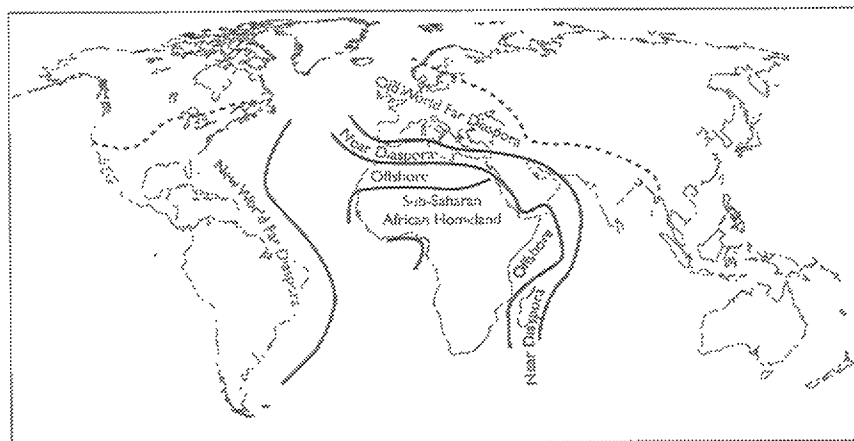 Old World Far Diaspora
Near Diaspora
Offshore
Sub-Saharan
African Homeland
New World Far Diaspora
Offshore
Near Diaspora